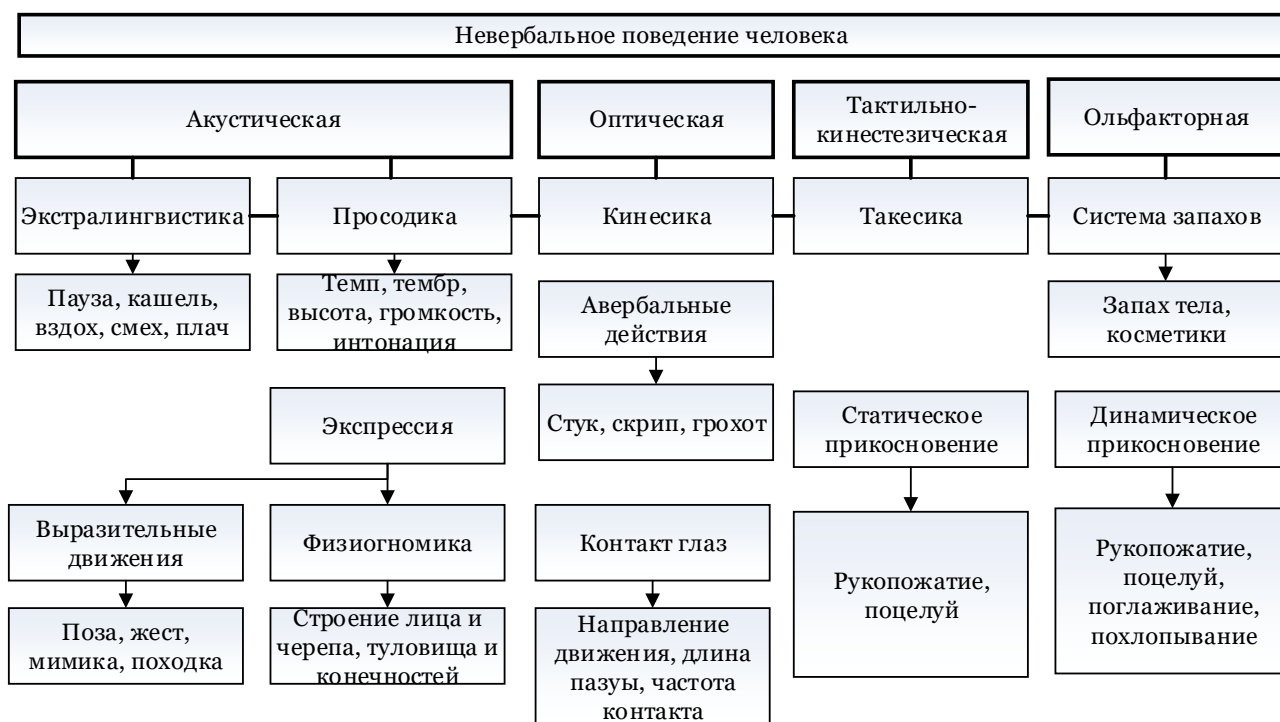 Невербальное поведение человека
Акустическая
Оптическая
Тактильно-
кинестезическая
Ольфакторная
Экстралингвистика
Просодика
Кинесика
Такесика
Система запахов
Пауза, кашель,
вздох, смех, плач
Темп, тембр,
высота, громкость,
интонация
Авербальные
действия
Запах тела,
косметики
Экспрессия
Стук, скрип, грохот
Статическое
прикосновение
Динамическое
прикосновение
Выразительные
движения
Физиогномика
Контакт глаз
Рукопожатие,
поцелуй
Рукопожатие,
поцелуй,
поглаживание,
похлопывание
Поза, жест,
мимика, походка
Строение лица и
черепа, туловища и
конечностей
Направление
движения, длина
пазуы, частота
контакта